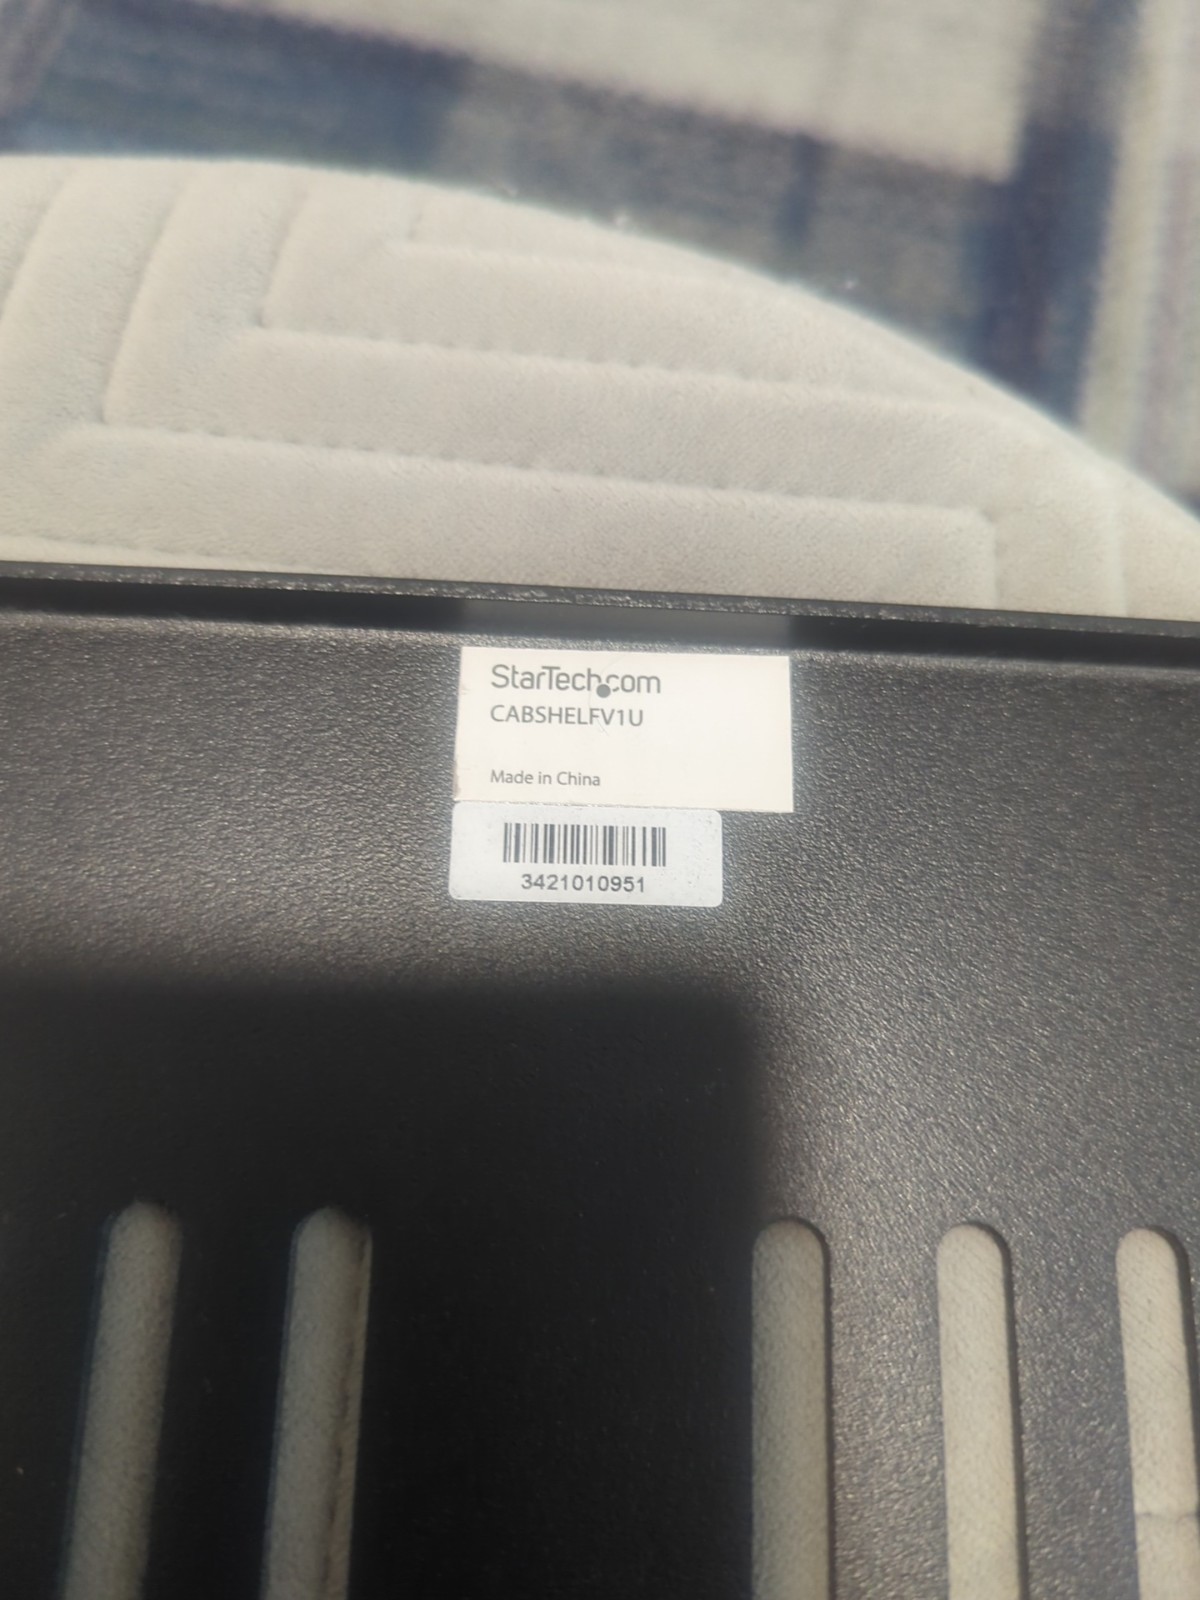 StarTech.com
CABSHELFV1U
Made in China
3421010951